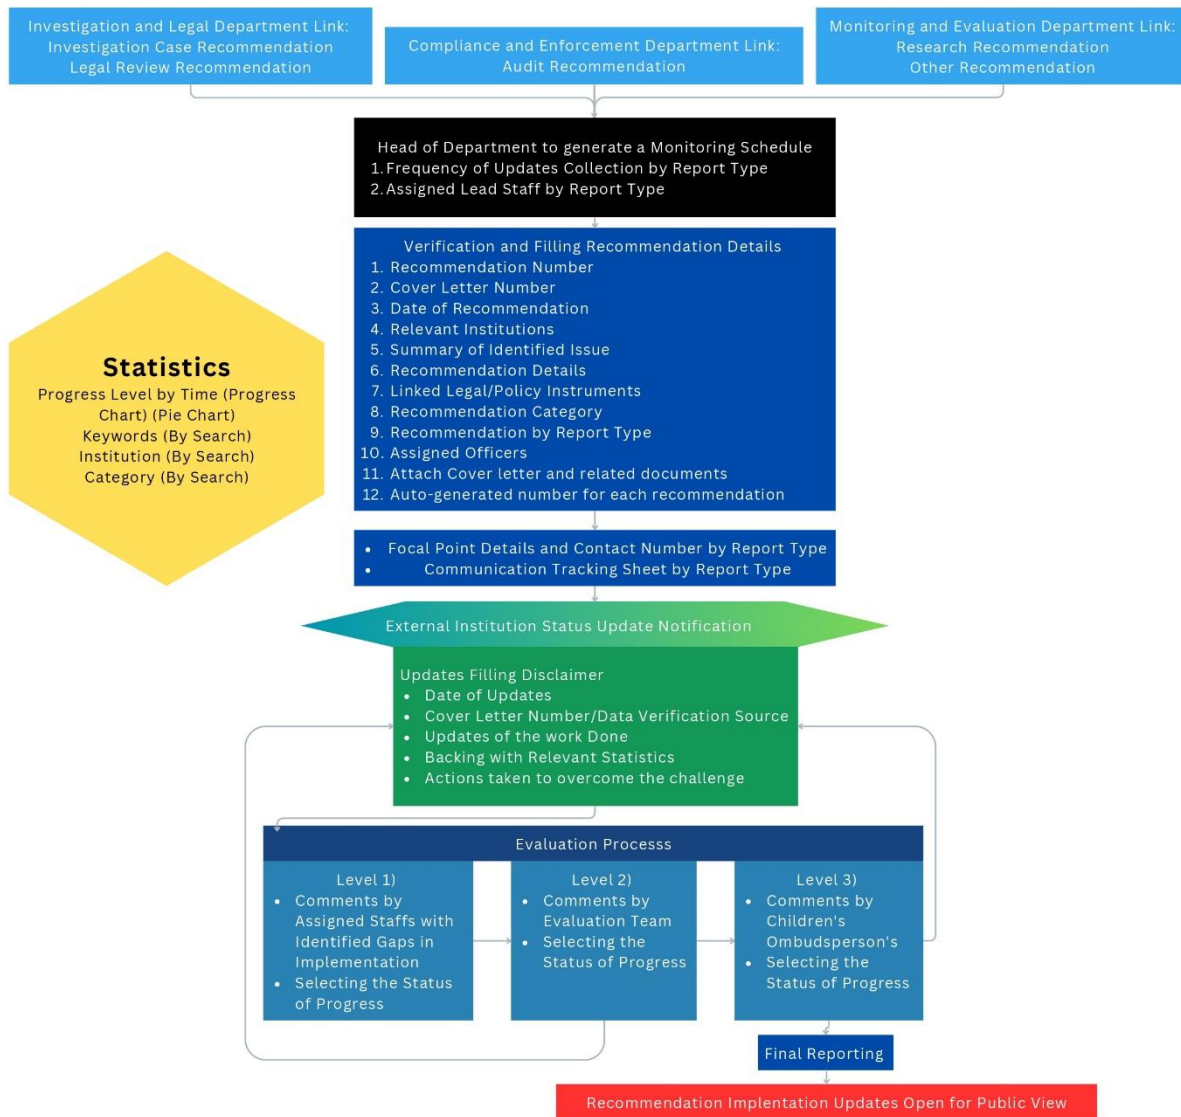 Investigation and Legal Department Link:
Investigation Case Recommendation
Legal Review Recommendation
Compliance and Enforcement Department Link:
Audit Recommendation
Monitoring and Evaluation Department Link:
Research Recommendation
Other Recommendation
Head of Department to generate a Monitoring Schedule
1. Frequency of Updates Collection by Report Type
2. Assigned Lead Staff by Report Type
Verification and Filling Recommendation Details
1. Recommendation Number
2. Cover Letter Number
3. Date of Recommendation
4. Relevant Institutions
5. Summary of Identified Issue
6. Recommendation Details
7. Linked Legal/Policy Instruments
8. Recommendation Category
9. Recommendation by Report Type
10. Assigned Officers
11. Attach Cover letter and related documents
12. Auto-generated number for each recommendation
Statistics
Progress Level by Time (Progress
Chart) (Pie Chart)
Keywords (By Search)
Institution (By Search)
Category (By Search)
• Focal Point Details and Contact Number by Report Type
• Communication Tracking Sheet by Report Type
External Institution Status Update Notification
Updates Filling Disclaimer
• Date of Updates
• Cover Letter Number/Data Verification Source
• Updates of the work Done
• Backing with Relevant Statistics
• Actions taken to overcome the challenge
Evaluation Processs
Level 1)
• Comments by
Assigned Staffs with
Identified Gaps in
Implementation
• Selecting the Status
of Progress
Level 2)
• Comments by
Evaluation Team
• Selecting the
Status of Progress
Level 3)
• Comments by
Children's
Ombudsperson's
• Selecting the
Status of Progress
Final Reporting
Recommendation Implentation Updates Open for Public View